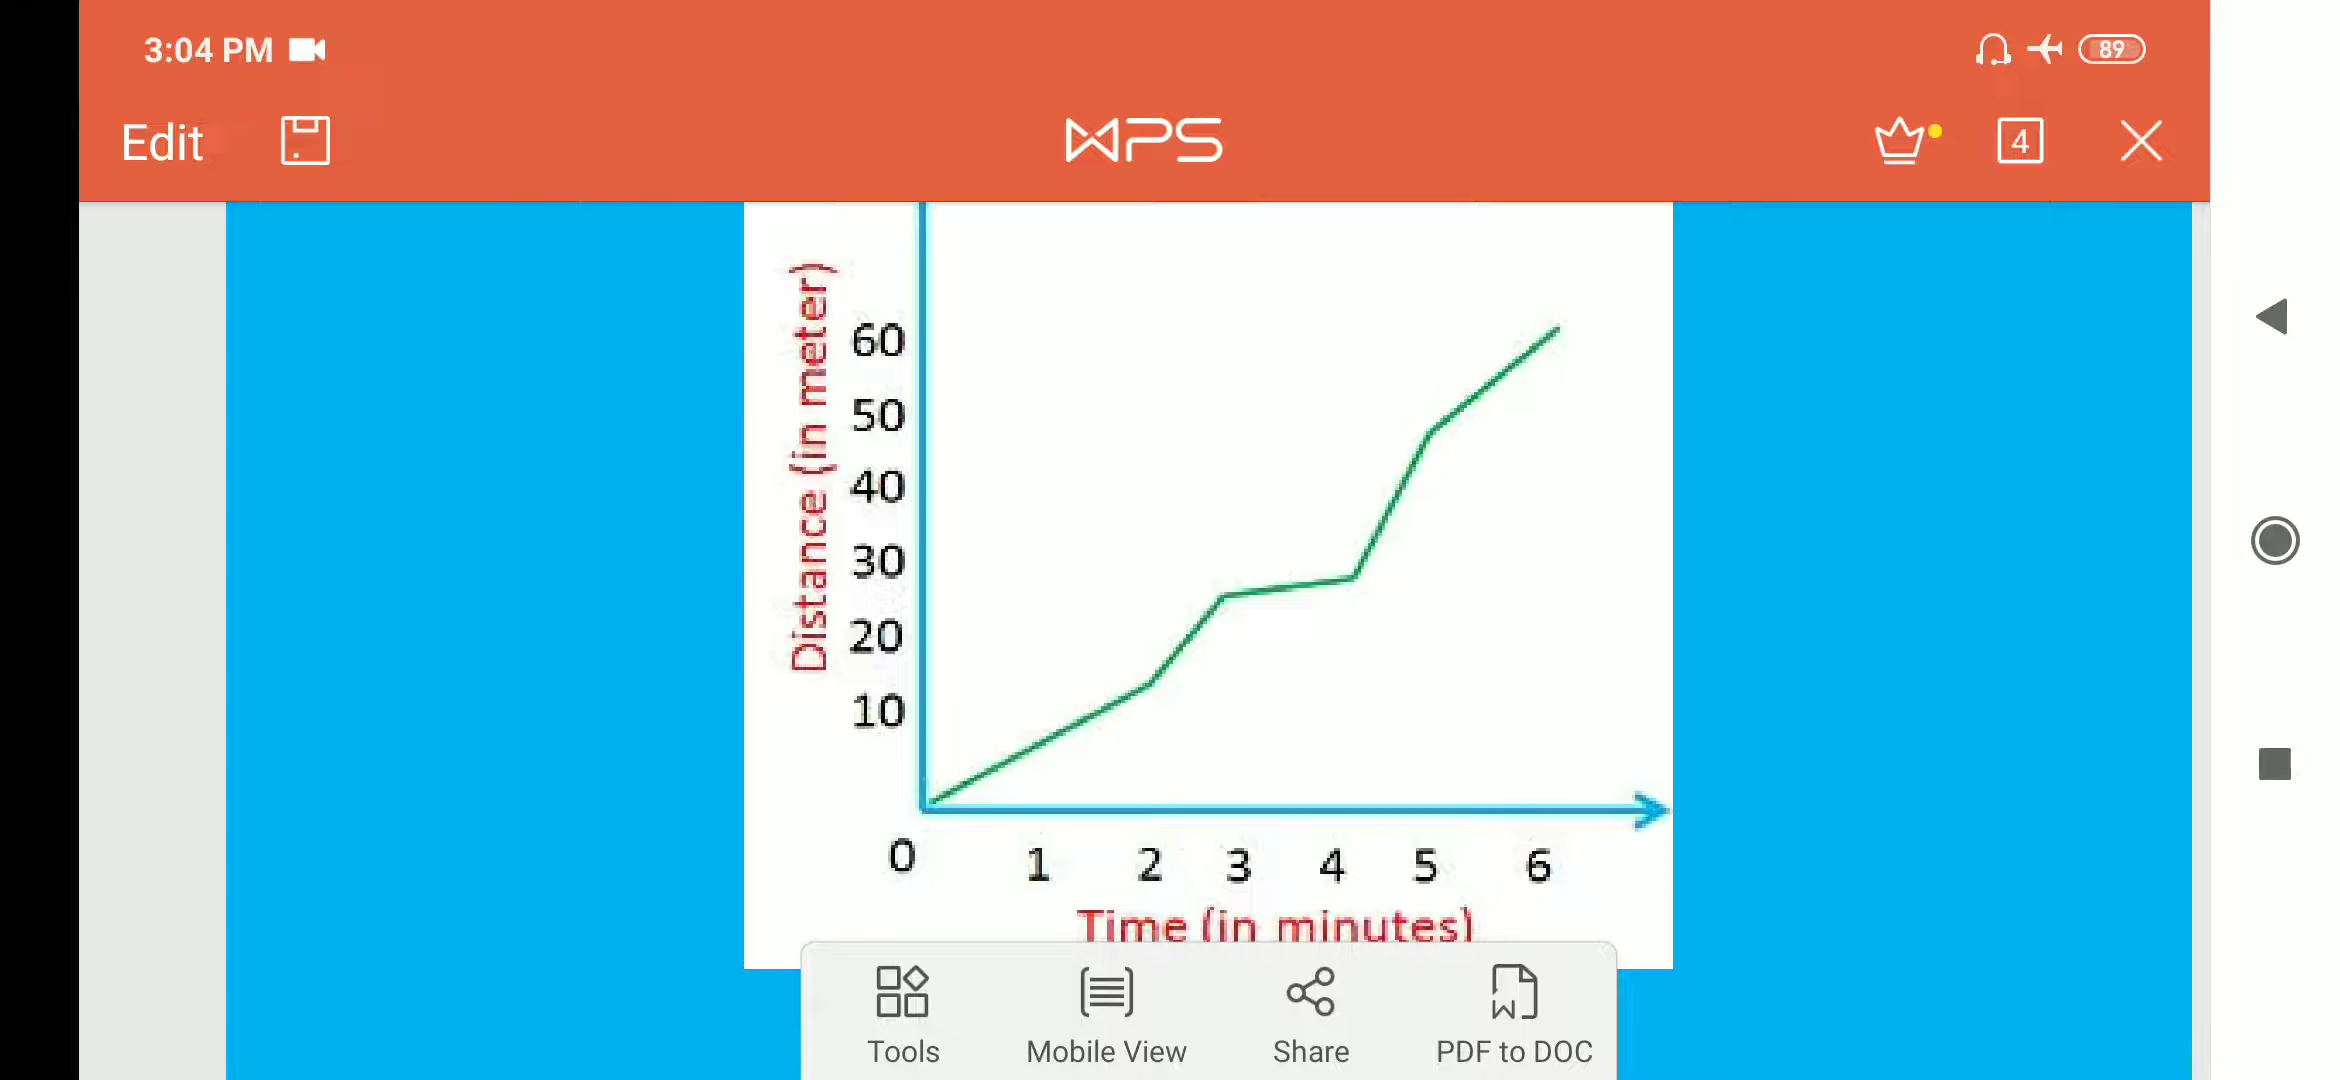 3:04 PM
89
Edit
WPS
4
Distance (in meter)
60
50
40
30
20
10
0 1 2 3 4 5 6
Time (in minutes)
Tools Mobile View Share PDF to DOC